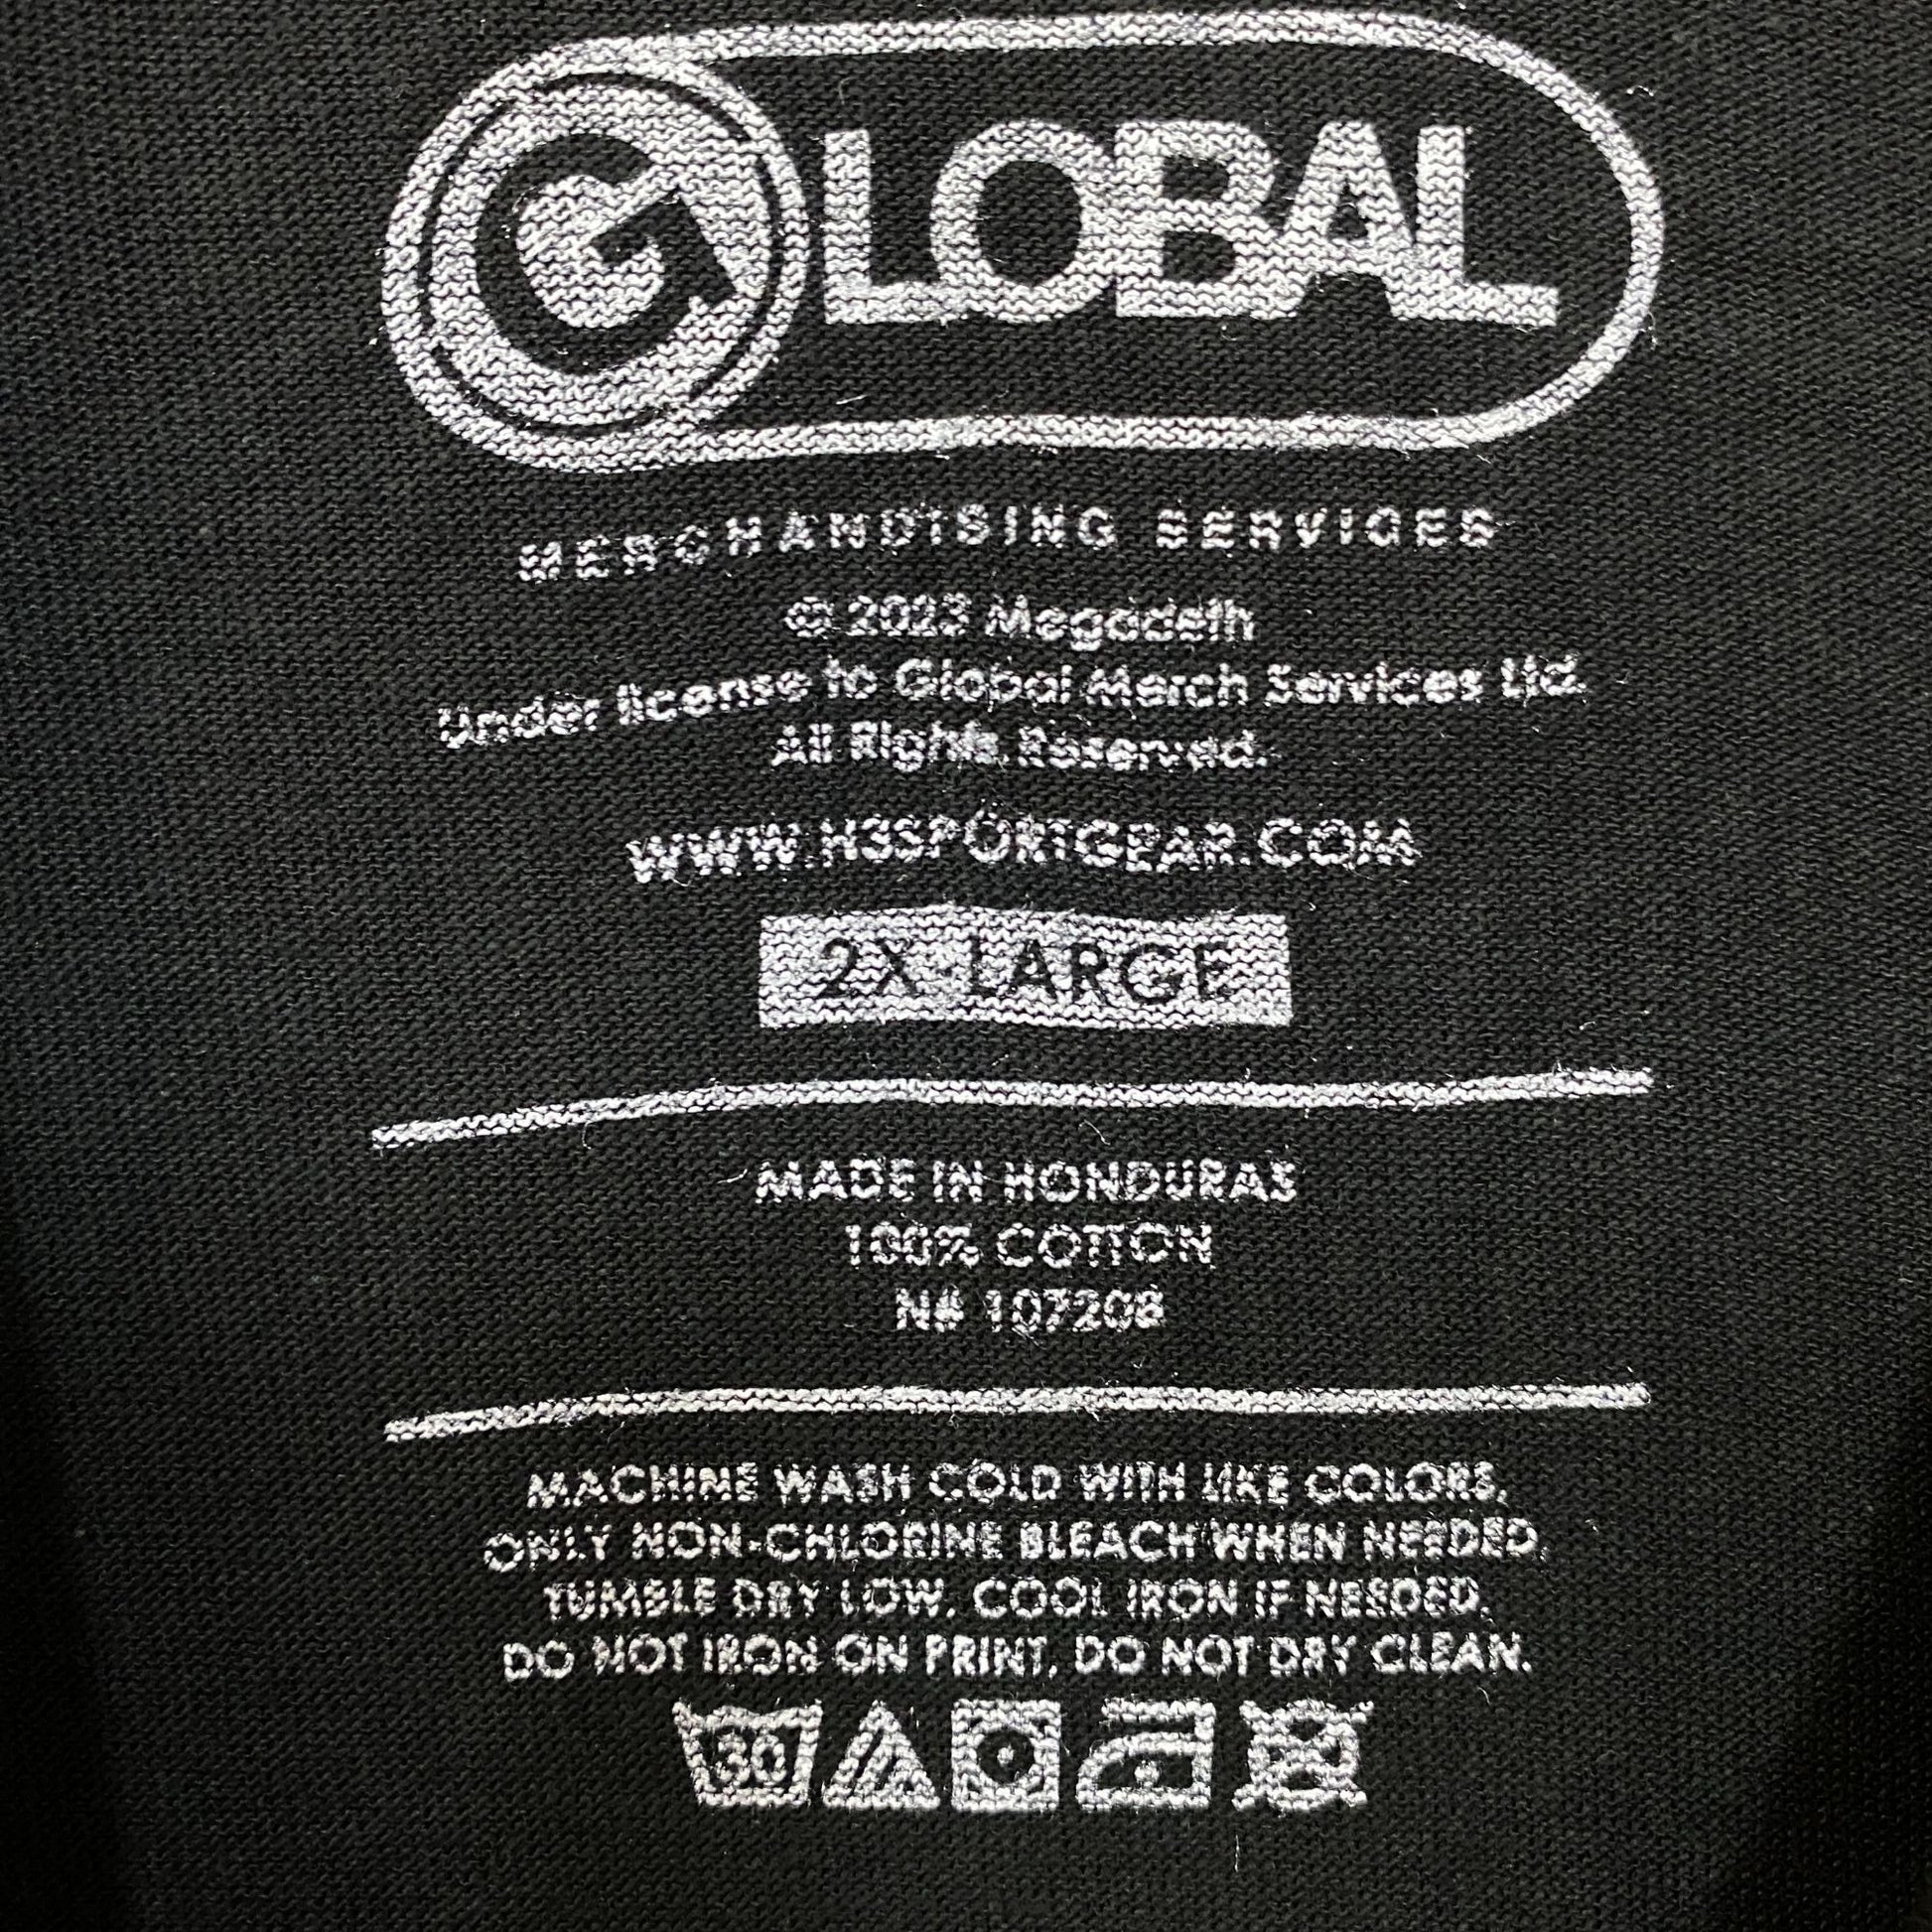 GLOBAL
MERCHANDISING SERVICES
© 2023 Megadeth
Under license to Global Merch Services Ltd.
All Rights Reserved.
WWW.H3SPORTGEAR.COM
2X-LARGE
MADE IN HONDURAS
100% COTTON
N# 107208
MACHINE WASH COLD WITH LIKE COLORS,
ONLY NON-CHLORINE BLEACH WHEN NEEDED,
TUMBLE DRY LOW, COOL IRON IF NEEDED,
DO NOT IRON ON PRINT, DO NOT DRY CLEAN.
30